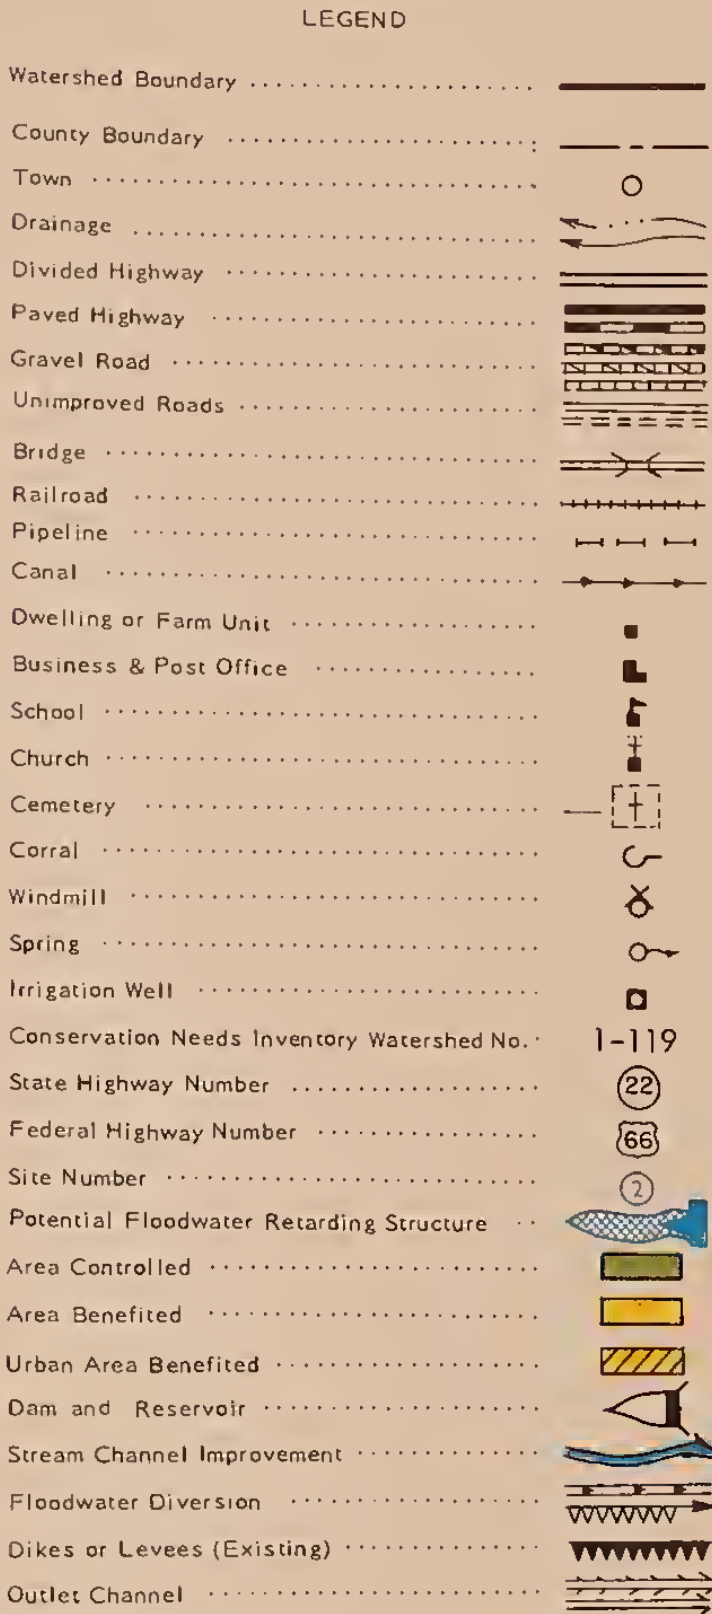 LEGEND
Watershed Boundary
County Boundary
Town
Drainage
Divided Highway
Paved Highway
Gravel Road
Unimproved Roads
Bridge
Railroad
Pipeline
Canal
Dwelling or Farm Unit
Business & Post Office
School
Church
Cemetery
Corral
Windmill
Spring
Irrigation Well
Conservation Needs Inventory Watershed No. 1-119
State Highway Number 22
Federal Highway Number 66
Site Number 2
Potential Floodwater Retarding Structure
Area Controlled
Area Benefited
Urban Area Benefited
Dam and Reservoir
Stream Channel Improvement
Floodwater Diversion
Dikes or Levees (Existing)
Outlet Channel